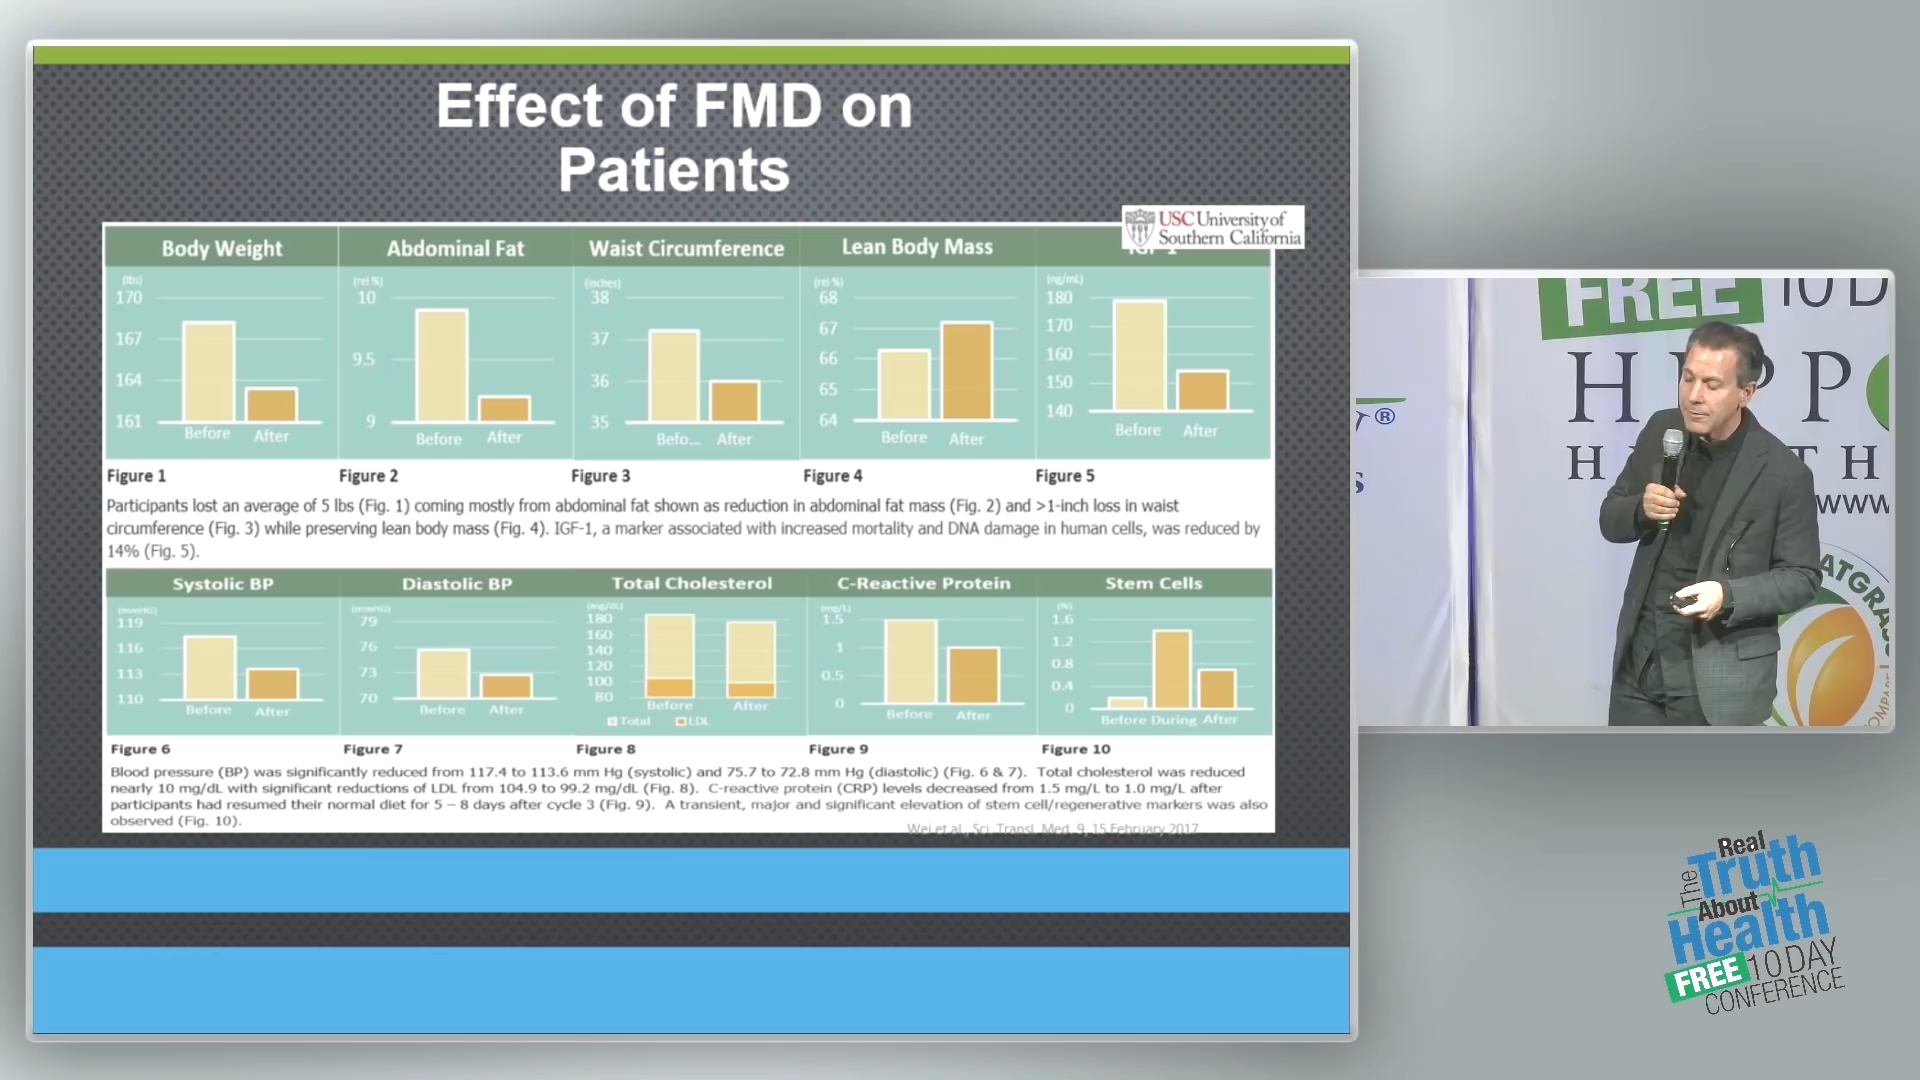 Effect of FMD on
Patients
USC University of
Southern California
Body Weight
(lbs)
170
167
164
161
Before After
Abdominal Fat
(rel %)
10
9.5
9
Before After
Waist Circumference
(inches)
38
37
36
35
Befo... After
Lean Body Mass
(rel %)
68
67
66
65
64
Before After
(ng/mL)
180
170
160
150
140
Before After
Figure 1
Figure 2
Figure 3
Figure 4
Figure 5
Participants lost an average of 5 lbs (Fig. 1) coming mostly from abdominal fat shown as reduction in abdominal fat mass (Fig. 2) and >1-inch loss in waist
circumference (Fig. 3) while preserving lean body mass (Fig. 4). IGF-1, a marker associated with increased mortality and DNA damage in human cells, was reduced by
14% (Fig. 5).
Systolic BP
(mmHG)
119
116
113
110
Before After
Diastolic BP
(mmHG)
79
76
73
70
Before After
Total Cholesterol
(mg/dL)
180
160
140
120
100
80
Before After
Total LDL
C-Reactive Protein
(mg/L)
1.5
1
0.5
0
Before After
Stem Cells
(%)
1.6
1.2
0.8
0.4
0
Before During After
Figure 6
Figure 7
Figure 8
Figure 9
Figure 10
Blood pressure (BP) was significantly reduced from 117.4 to 113.6 mm Hg (systolic) and 75.7 to 72.8 mm Hg (diastolic) (Fig. 6 & 7). Total cholesterol was reduced
nearly 10 mg/dL with significant reductions of LDL from 104.9 to 99.2 mg/dL (Fig. 8). C-reactive protein (CRP) levels decreased from 1.5 mg/L to 1.0 mg/L after
participants had resumed their normal diet for 5 – 8 days after cycle 3 (Fig. 9). A transient, major and significant elevation of stem cell/regenerative markers was also
observed (Fig. 10).
Wei et al., Sci. Transl. Med. 9, 15 February 2017
FREE 10 D
H PP
H TH
www
The Real
Truth
About
Health
FREE 10 DAY
CONFERENCE